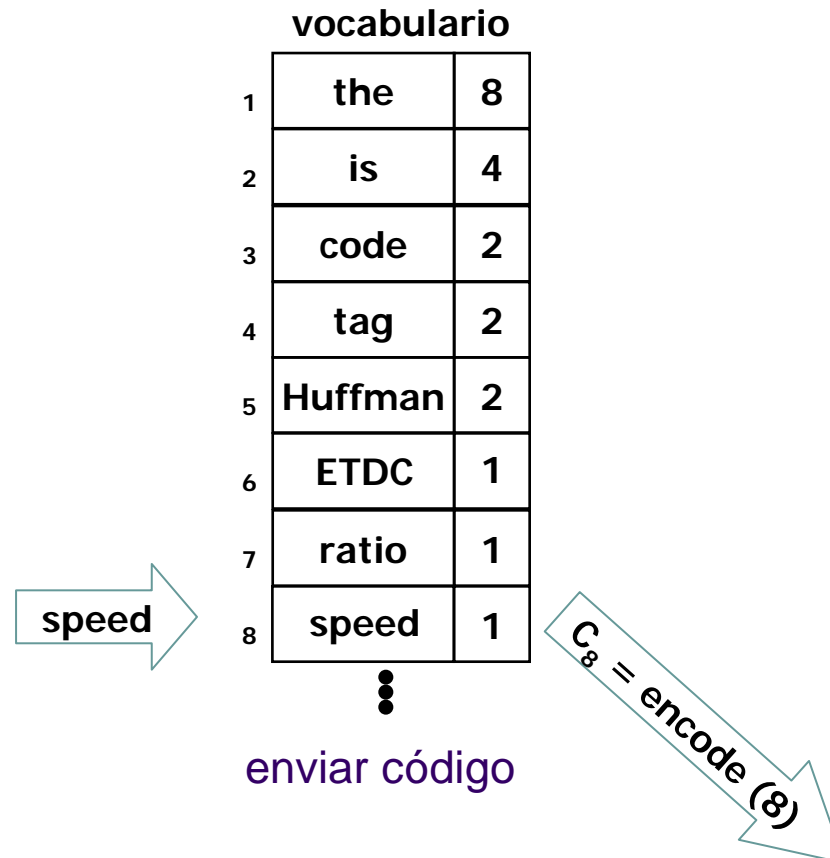 vocabulario
1 the 8
2 is 4
3 code 2
4 tag 2
5 Huffman 2
6 ETDC 1
7 ratio 1
speed 8 speed 1
C₈ = encode (8)
enviar código